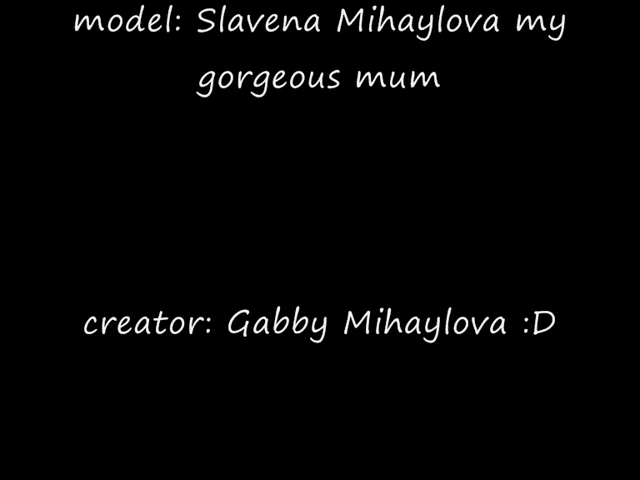 model: Slavena Mihaylova my
gorgeous mum
creator: Gabby Mihaylova :D